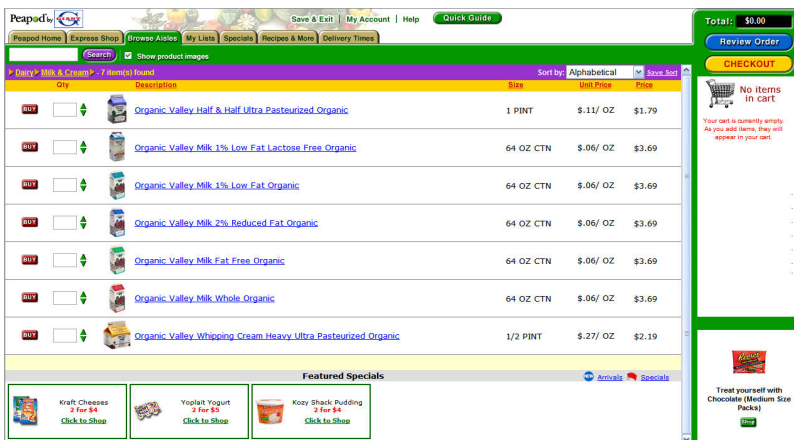 Peapod by GIANT
Save & Exit | My Account | Help Quick Guide
Peapod Home Express Shop Browse Aisles My Lists Specials Recipes & More Delivery Times
Search Show product images
Dairy Milk & Cream - 7 item(s) found Sort by: Alphabetical Save Sort
Qty Description Size Unit Price Price
BUY Organic Valley Half & Half Ultra Pasteurized Organic 1 PINT $.11/ OZ $1.79
BUY Organic Valley Milk 1% Low Fat Lactose Free Organic 64 OZ CTN $.06/ OZ $3.69
BUY Organic Valley Milk 1% Low Fat Organic 64 OZ CTN $.06/ OZ $3.69
BUY Organic Valley Milk 2% Reduced Fat Organic 64 OZ CTN $.06/ OZ $3.69
BUY Organic Valley Milk Fat Free Organic 64 OZ CTN $.06/ OZ $3.69
BUY Organic Valley Milk Whole Organic 64 OZ CTN $.06/ OZ $3.69
BUY Organic Valley Whipping Cream Heavy Ultra Pasteurized Organic 1/2 PINT $.27/ OZ $2.19
Featured Specials NEW Arrivals Specials
Kraft Cheeses
2 for $4
Click to Shop
Yoplait Yogurt
2 for $5
Click to Shop
Kozy Shack Pudding
2 for $4
Click to Shop
Total: $0.00
Review Order
CHECKOUT
No items
in cart
Your cart is currently empty.
As you add items, they will
appear in your cart.
Reese's
Treat yourself with
Chocolate (Medium Size
Packs)
Shop